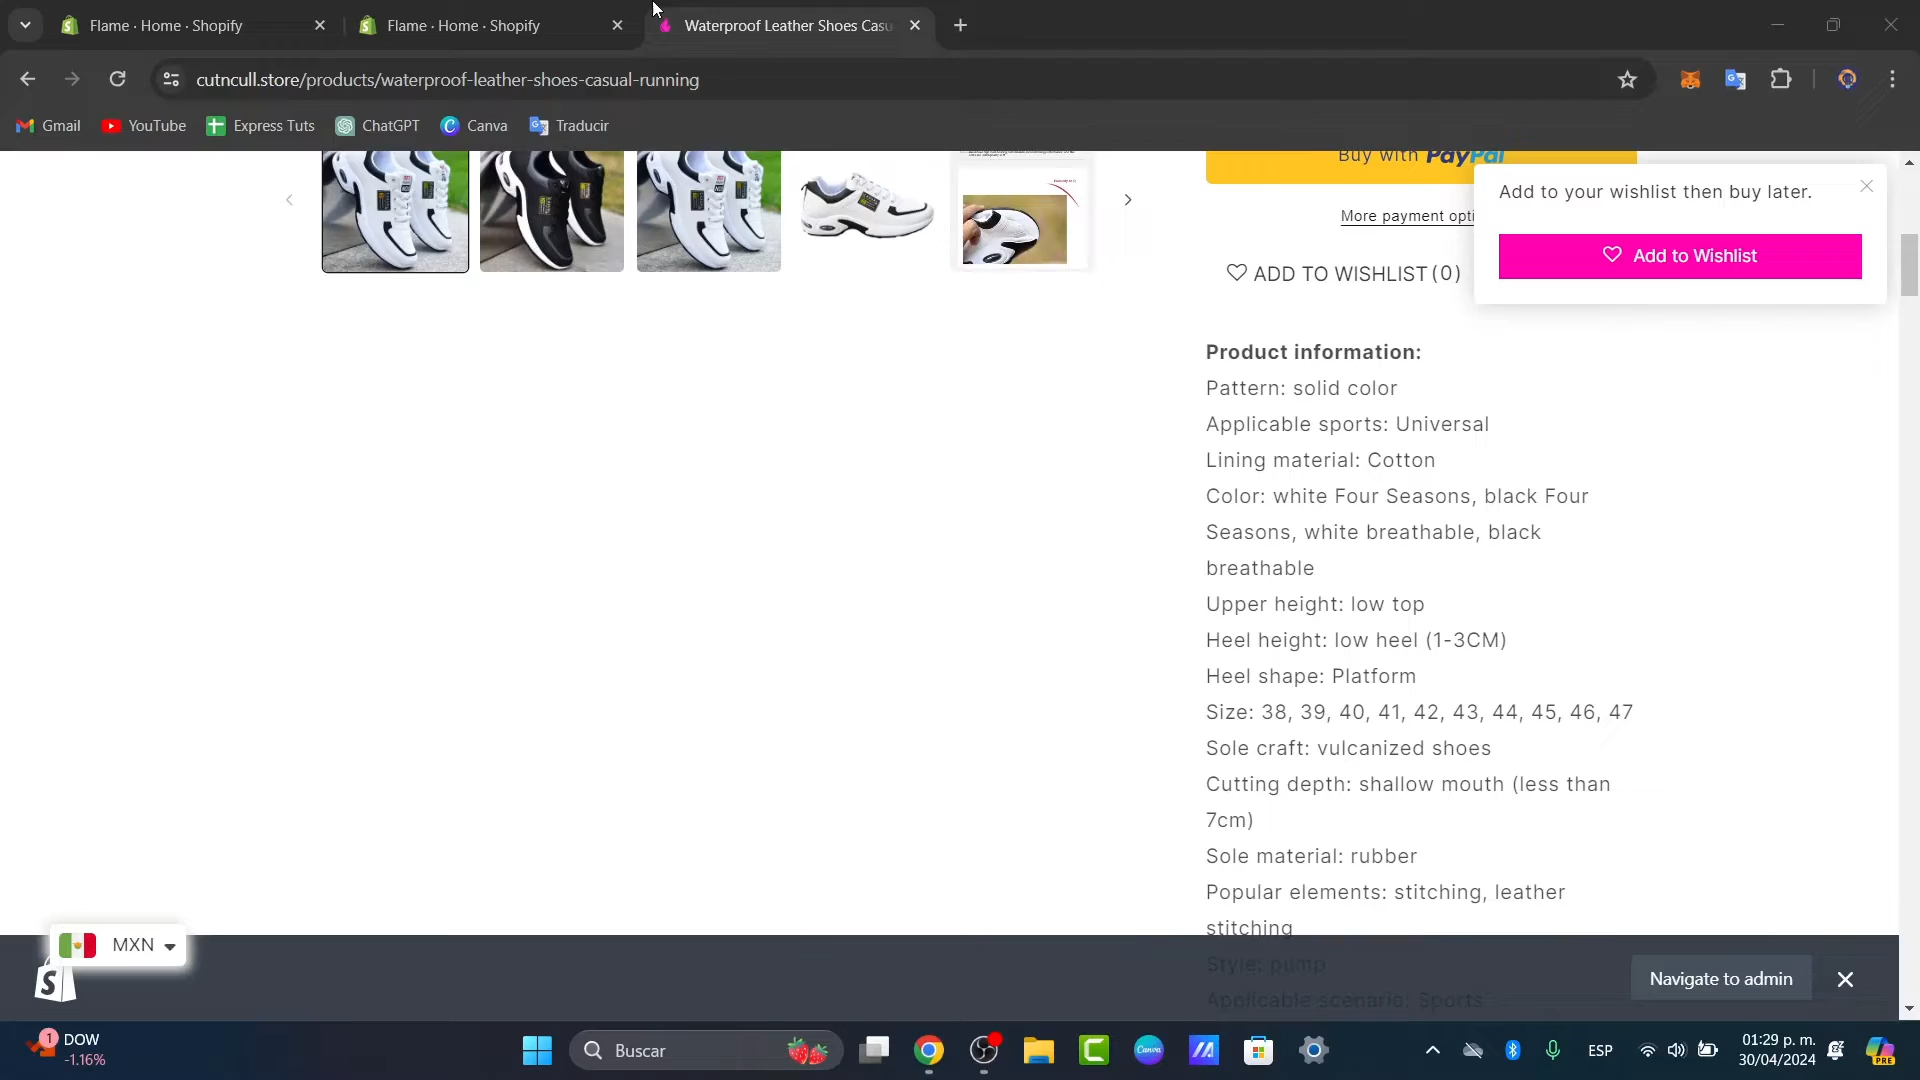 Flame · Home · Shopify
Flame · Home · Shopify
Waterproof Leather Shoes Casu
cutncull.store/products/waterproof-leather-shoes-casual-running
Gmail
YouTube
Express Tuts
ChatGPT
Canva
Traducir
Buy with PayPal
More payment opti
ADD TO WISHLIST (0)
Add to your wishlist then buy later.
Add to Wishlist
Product information:
Pattern: solid color
Applicable sports: Universal
Lining material: Cotton
Color: white Four Seasons, black Four
Seasons, white breathable, black
breathable
Upper height: low top
Heel height: low heel (1-3CM)
Heel shape: Platform
Size: 38, 39, 40, 41, 42, 43, 44, 45, 46, 47
Sole craft: vulcanized shoes
Cutting depth: shallow mouth (less than
7cm)
Sole material: rubber
Popular elements: stitching, leather
stitching
Style: pump
Applicable scenario: Sports
MXN
Navigate to admin
1
DOW
-1.16%
Buscar
Canva
ESP
01:29 p. m.
30/04/2024
PRE